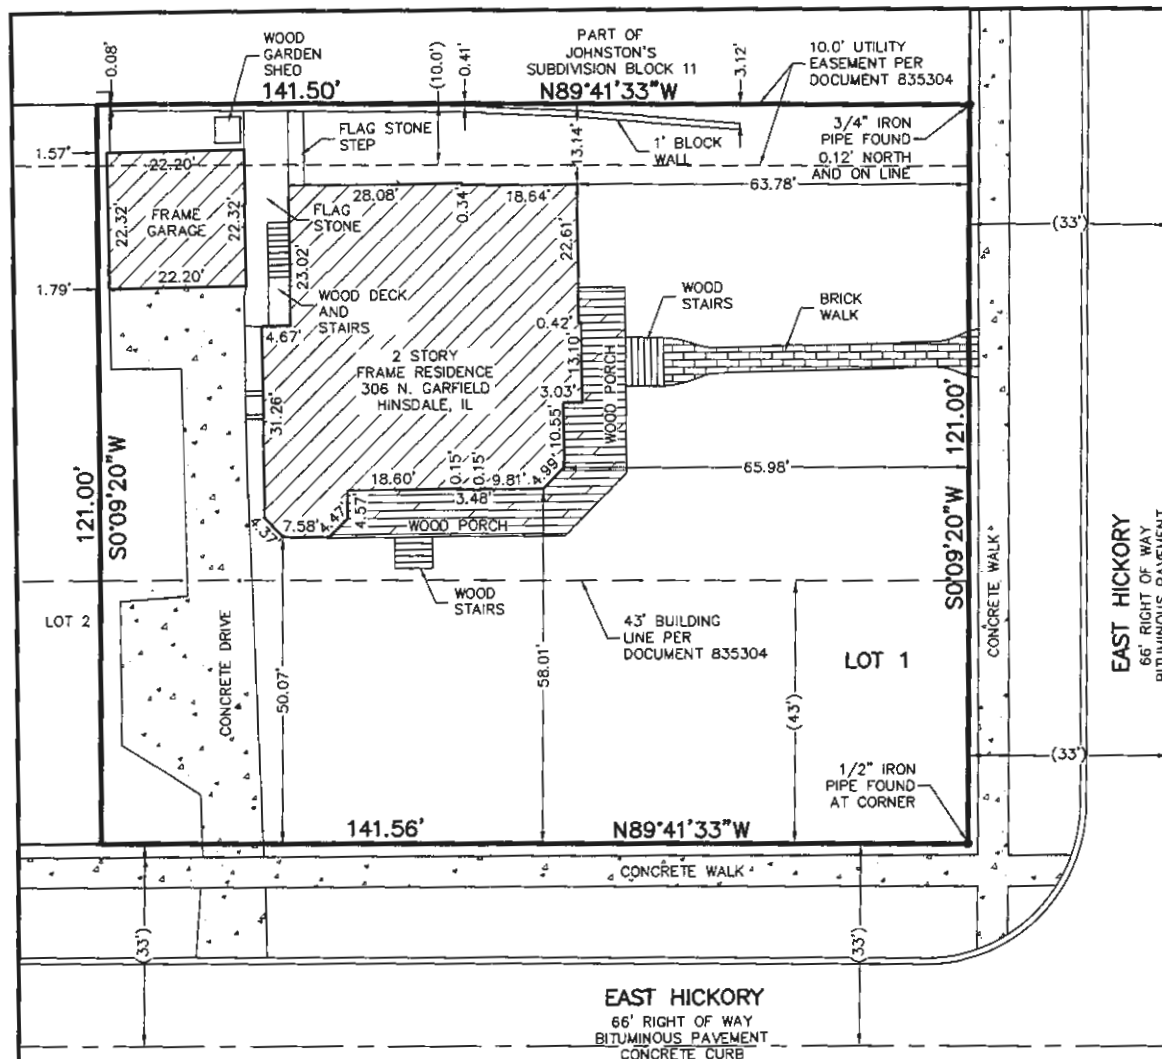 0.08'
WOOD
GARDEN
SHED
(10.0')
0.41'
PART OF
JOHNSTON'S
SUBDIVISION BLOCK 11
3.12'
10.0' UTILITY
EASEMENT PER
DOCUMENT 835304
141.50'
N89°41'33"W
3/4" IRON
PIPE FOUND
0.12' NORTH
AND ON LINE
FLAG STONE
STEP
1' BLOCK
WALL
13.14'
1.57'
22.20'
28.08'
0.34'
18.64'
63.78'
22.32'
FRAME
GARAGE
22.32'
FLAG
STONE
22.61'
(33')
23.02'
22.20'
1.79'
WOOD DECK
AND
STAIRS
WOOD
STAIRS
BRICK
WALK
4.67'
0.42'
2 STORY
FRAME RESIDENCE
306 N. GARFIELD
HINSDALE, IL
13.10'
3.03'
WOOD PORCH
31.26'
10.55'
121.00'
S0°09'20"W
121.00'
S0°09'20"W
18.60'
0.15'
0.15'
9.81'
4.99'
65.98'
3.48'
4.57'
4.47'
7.58'
4.37'
WOOD PORCH
WOOD
STAIRS
LOT 2
CONCRETE DRIVE
43' BUILDING
LINE PER
DOCUMENT 835304
LOT 1
CONCRETE WALK
EAST HICKORY
66' RIGHT OF WAY
BITUMINOUS PAVEMENT
50.07'
58.01'
(43')
(33')
1/2" IRON
PIPE FOUND
AT CORNER
141.56'
N89°41'33"W
CONCRETE WALK
(33')
(33')
EAST HICKORY
66' RIGHT OF WAY
BITUMINOUS PAVEMENT
CONCRETE CURB